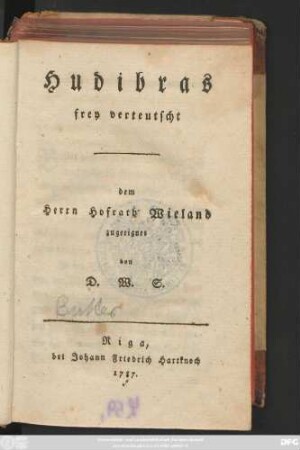 Hudibras
frey verteutscht
dem
Herrn Hofrath Wieland
zugeeignet
von
D. W. S.
Butler
Riga,
bei Johann Friedrich Hartknoch
1787.